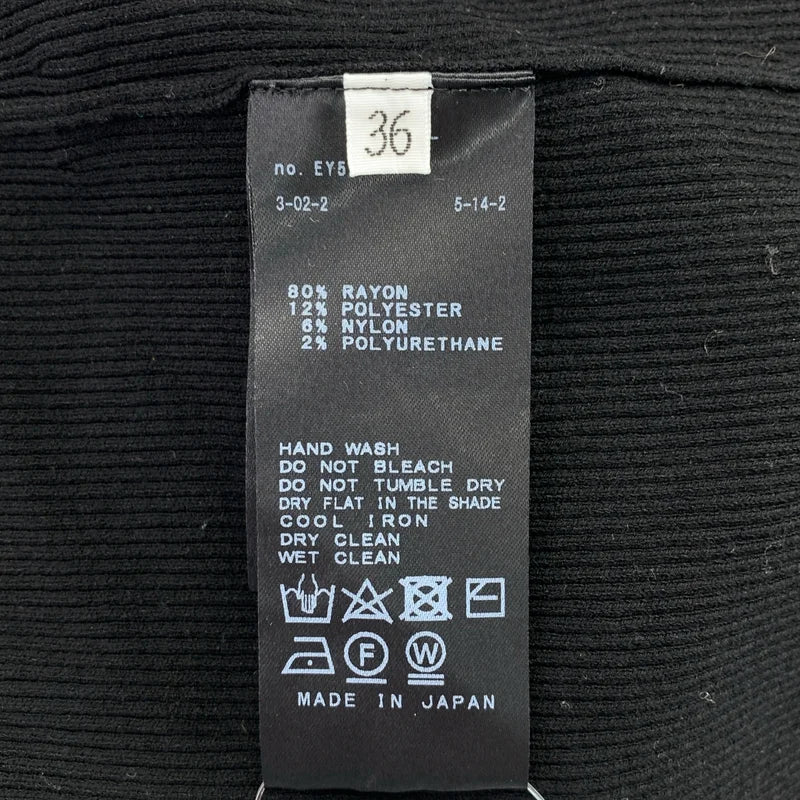 36
no. EY5
3-02-2 5-14-2
80% RAYON
12% POLYESTER
6% NYLON
2% POLYURETHANE
HAND WASH
DO NOT BLEACH
DO NOT TUMBLE DRY
DRY FLAT IN THE SHADE
COOL IRON
DRY CLEAN
WET CLEAN
F W
MADE IN JAPAN